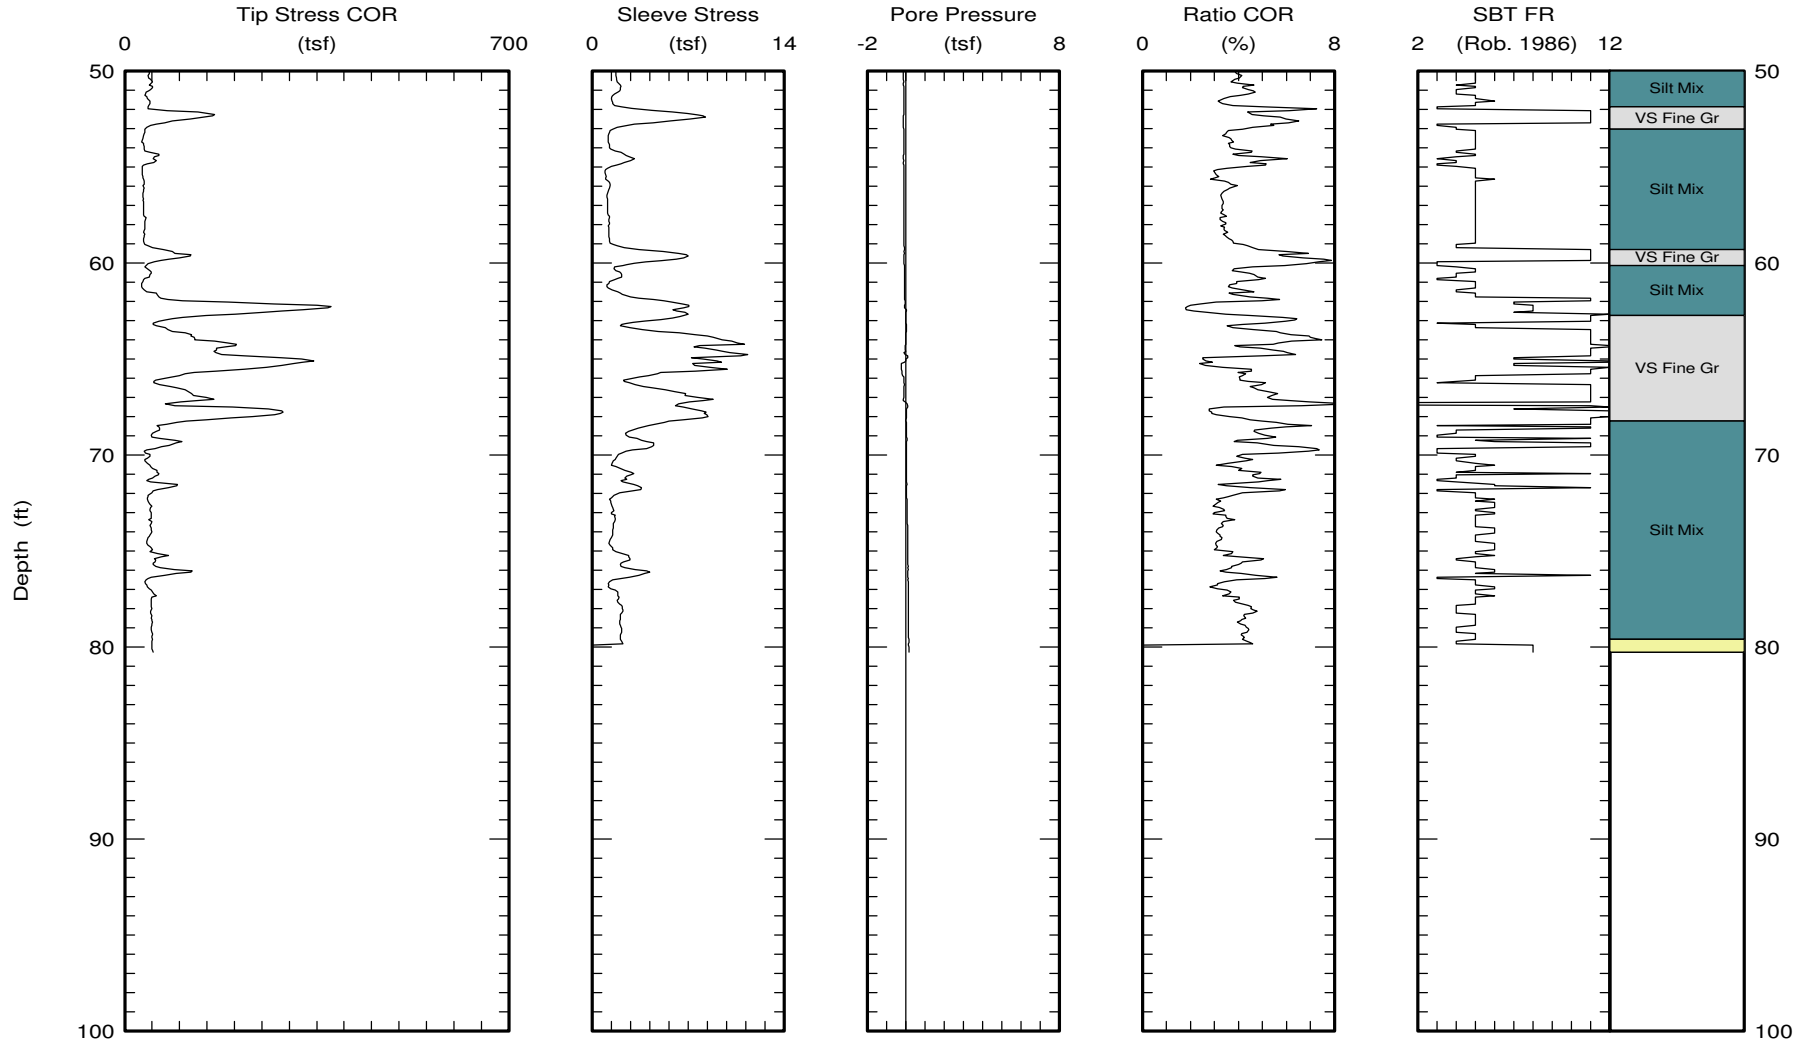 Tip Stress COR Sleeve Stress Pore Pressure Ratio COR SBT FR
0 (tsf) 700 0 (tsf) 14 -2 (tsf) 8 0 (%) 8 2 (Rob. 1986) 12
50 50
Silt Mix
VS Fine Gr
Silt Mix
VS Fine Gr
60 60
Silt Mix
VS Fine Gr
70 70
Silt Mix
Depth (ft)
80 80
90 90
100 100